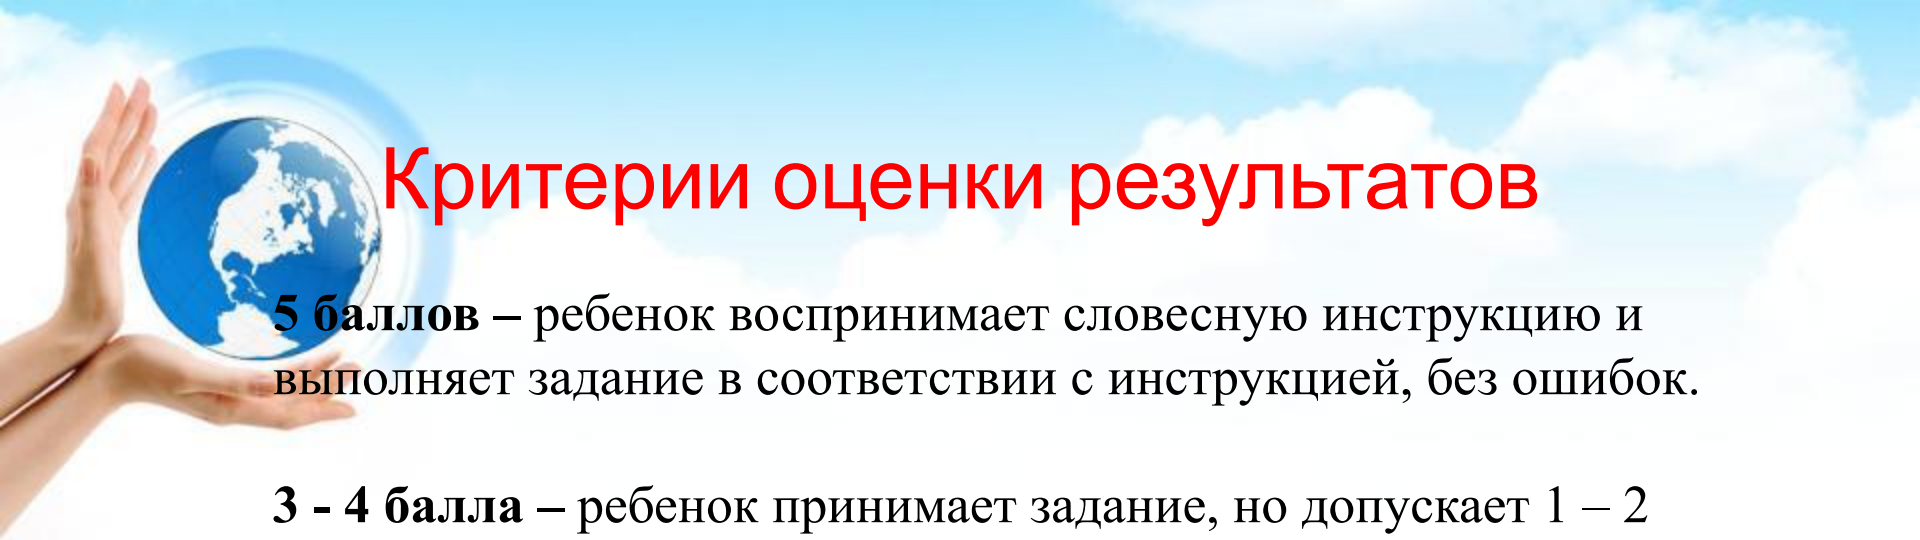 Критерии оценки результатов
5 баллов – ребенок воспринимает словесную инструкцию и
выполняет задание в соответствии с инструкцией, без ошибок.
3 - 4 балла – ребенок принимает задание, но допускает 1 – 2